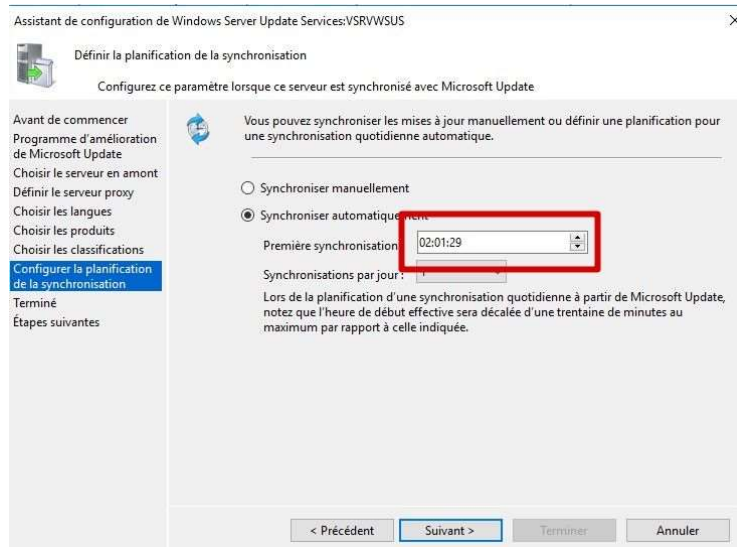 Assistant de configuration de Windows Server Update Services:VSRVWSUS
Définir la planification de la synchronisation
Configurez ce paramètre lorsque ce serveur est synchronisé avec Microsoft Update
Avant de commencer
Programme d'amélioration
de Microsoft Update
Choisir le serveur en amont
Définir le serveur proxy
Choisir les langues
Choisir les produits
Choisir les classifications
Configurer la planification
de la synchronisation
Terminé
Étapes suivantes
Vous pouvez synchroniser les mises à jour manuellement ou définir une planification pour
une synchronisation quotidienne automatique.
Synchroniser manuellement
Synchroniser automatiquement
Première synchronisation
02:01:29
Synchronisations par jour :
Lors de la planification d'une synchronisation quotidienne à partir de Microsoft Update,
notez que l'heure de début effective sera décalée d'une trentaine de minutes au
maximum par rapport à celle indiquée.
< Précédent
Suivant >
Terminer
Annuler